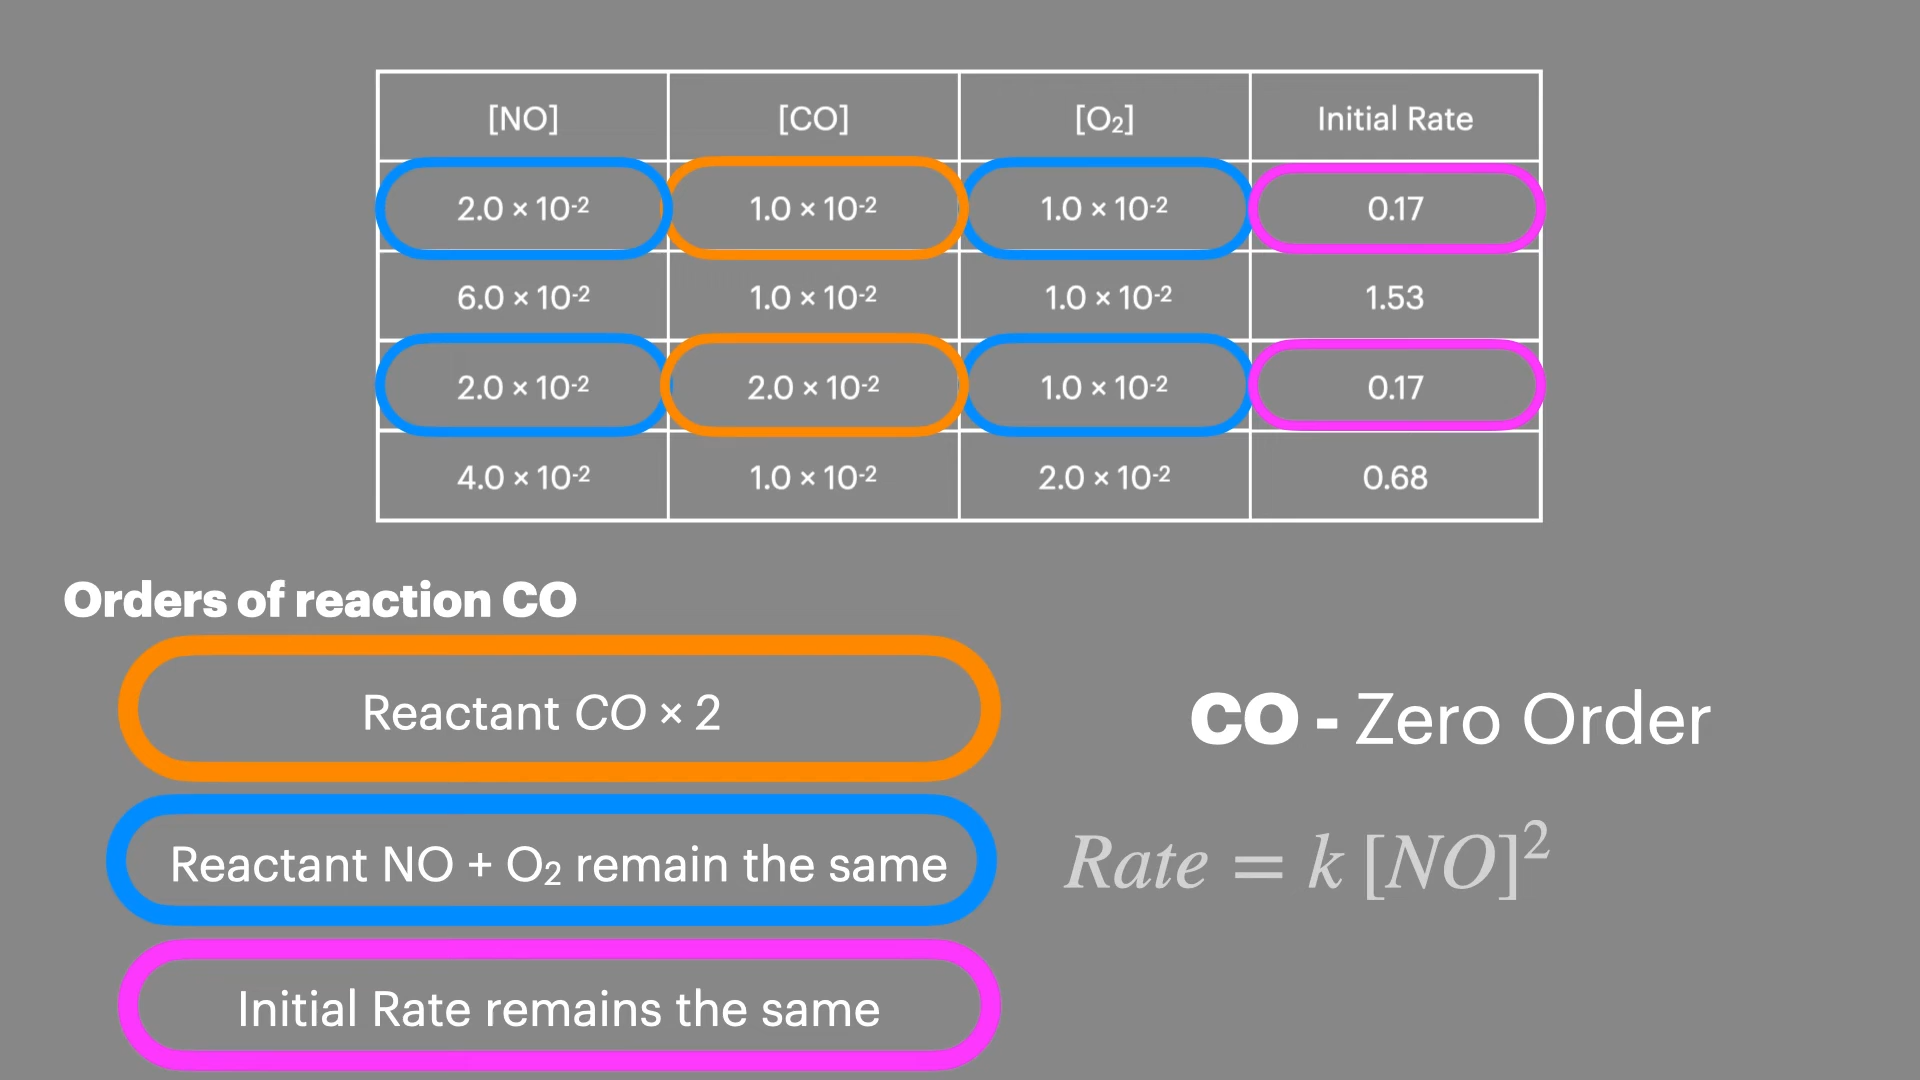 [NO] [CO] [O₂] Initial Rate
2.0 × 10⁻² 1.0 × 10⁻² 1.0 × 10⁻² 0.17
6.0 × 10⁻² 1.0 × 10⁻² 1.0 × 10⁻² 1.53
2.0 × 10⁻² 2.0 × 10⁻² 1.0 × 10⁻² 0.17
4.0 × 10⁻² 1.0 × 10⁻² 2.0 × 10⁻² 0.68
Orders of reaction CO
Reactant CO × 2
Reactant NO + O₂ remain the same
Initial Rate remains the same
CO - Zero Order
Rate = k [NO]²